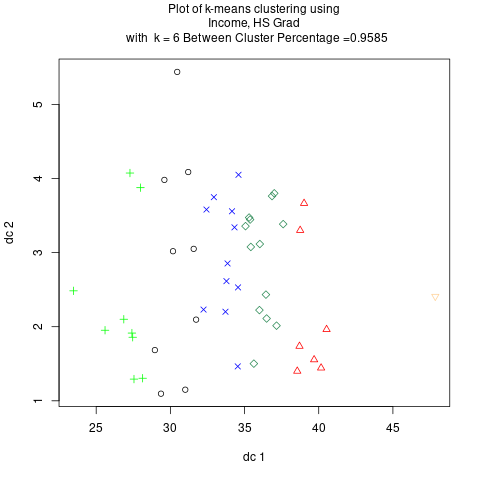 Plot of k-means clustering using
Income, HS Grad
with k = 6 Between Cluster Percentage =0.9585
5
4
3
2
1
dc 2
25 30 35 40 45
dc 1